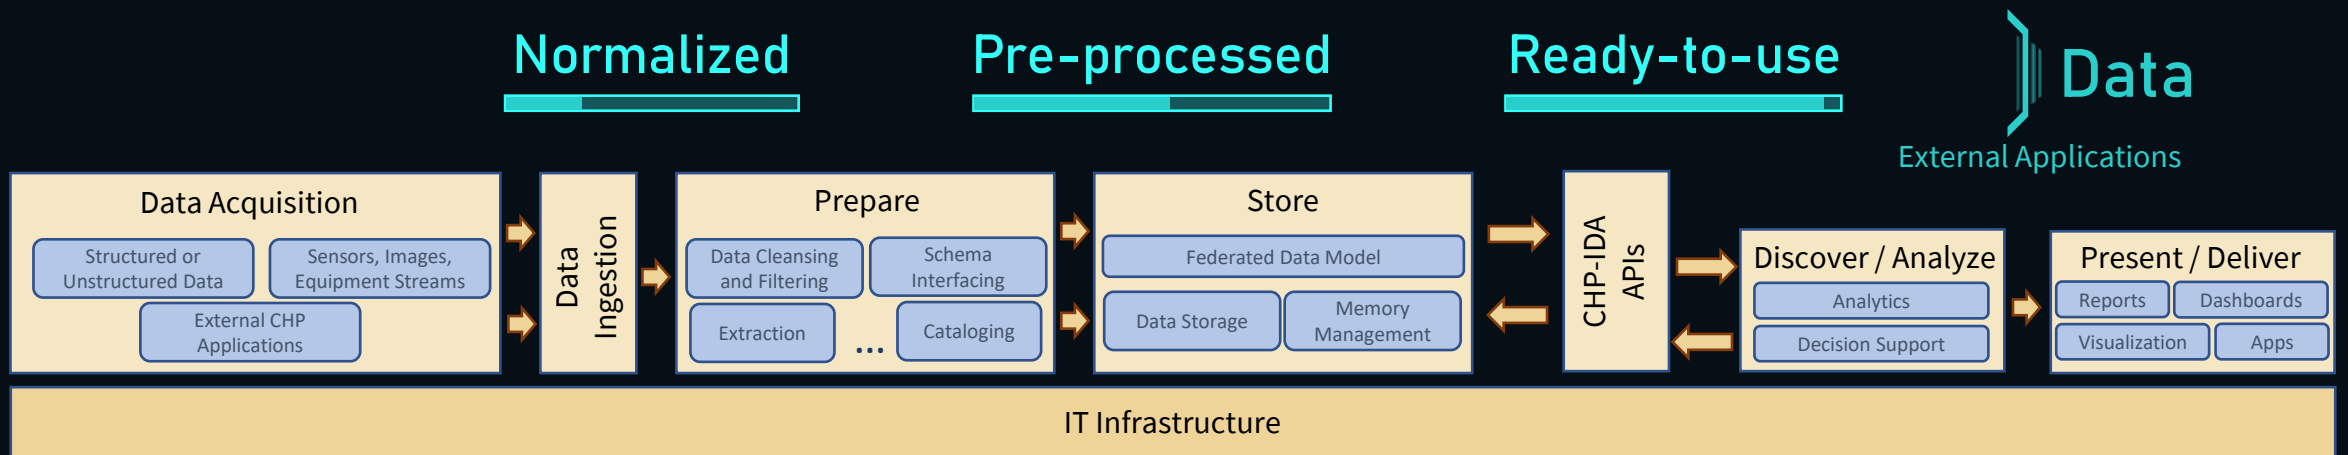 Normalized
Pre-processed
Ready-to-use
Data
External Applications
Data Acquisition
Structured or
Unstructured Data
Sensors, Images,
Equipment Streams
External CHP
Applications
Data
Ingestion
Prepare
Data Cleansing
and Filtering
Schema
Interfacing
Extraction
...
Cataloging
Store
Federated Data Model
Data Storage
Memory
Management
CHP-IDA
APIs
Discover / Analyze
Analytics
Decision Support
Present / Deliver
Reports
Dashboards
Visualization
Apps
IT Infrastructure